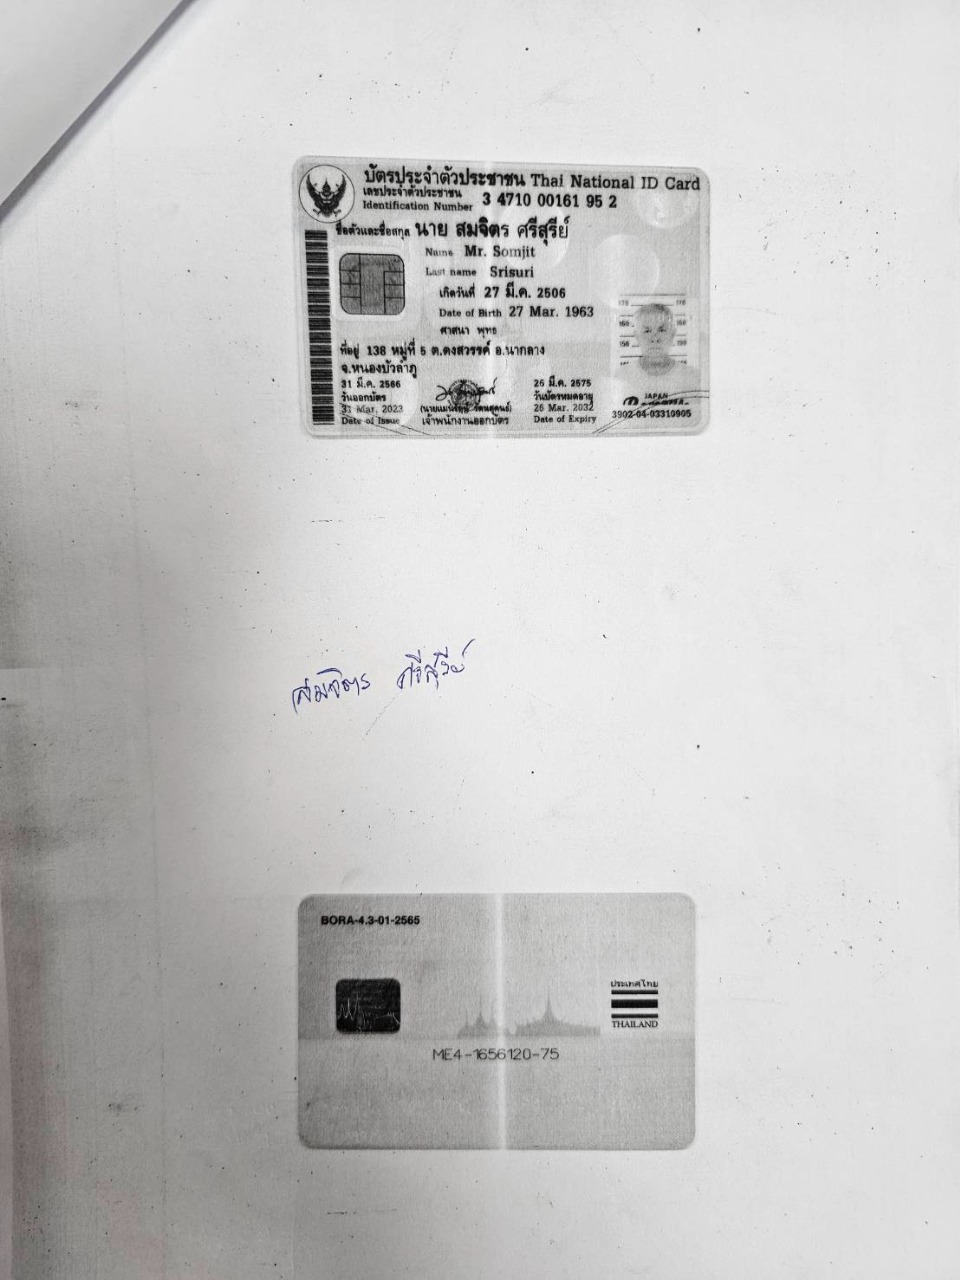 บัตรประจำตัวประชาชน Thai National ID Card
เลขประจำตัวประชาชน
Identification Number 3 4710 00161 95 2
ชื่อตัวและชื่อสกุล นาย สมจิตร ศรีสุรีย์
Name Mr. Somjit
Last name Srisuri
เกิดวันที่ 27 มี.ค. 2506
Date of Birth 27 Mar. 1963
ศาสนา พุทธ
ที่อยู่ 138 หมู่ที่ 5 ต.ดงสวรรค์ อ.นากลาง
จ.หนองบัวลำภู
31 มี.ค. 2566
วันออกบัตร
31 Mar. 2023
Date of Issue
เจ้าพนักงานออกบัตร
26 มี.ค. 2575
วันบัตรหมดอายุ
26 Mar. 2032
Date of Expiry
JAPAN
3902-04-03310905
สมจิตร ศรีสุรีย์
BORA-4.3-01-2565
ประเทศไทย
THAILAND
ME4-1656120-75